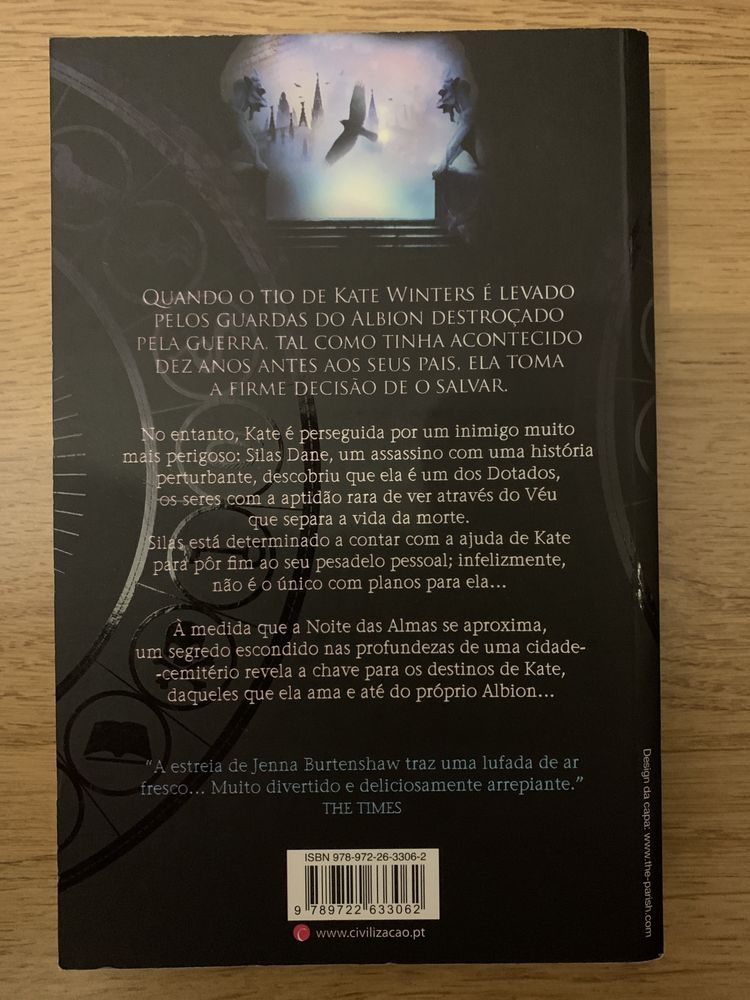 QUANDO O TIO DE KATE WINTERS É LEVADO
PELOS GUARDAS DO ALBION DESTROÇADO
PELA GUERRA, TAL COMO TINHA ACONTECIDO
DEZ ANOS ANTES AOS SEUS PAIS, ELA TOMA
A FIRME DECISÃO DE O SALVAR.
No entanto, Kate é perseguida por um inimigo muito
mais perigoso: Silas Dane, um assassino com uma história
perturbante, descobriu que ela é um dos Dotados,
os seres com a aptidão rara de ver através do Véu
que separa a vida da morte.
Silas está determinado a contar com a ajuda de Kate
para pôr fim ao seu pesadelo pessoal; infelizmente,
não é o único com planos para ela...
À medida que a Noite das Almas se aproxima,
um segredo escondido nas profundezas de uma cidade-
-cemitério revela a chave para os destinos de Kate,
daqueles que ela ama e até do próprio Albion...
“A estreia de Jenna Burtenshaw traz uma lufada de ar
fresco... Muito divertido e deliciosamente arrepiante.”
THE TIMES
ISBN 978-972-26-3306-2
9 789722 633062
www.civilizacao.pt
Design da capa: www.the-parish.com